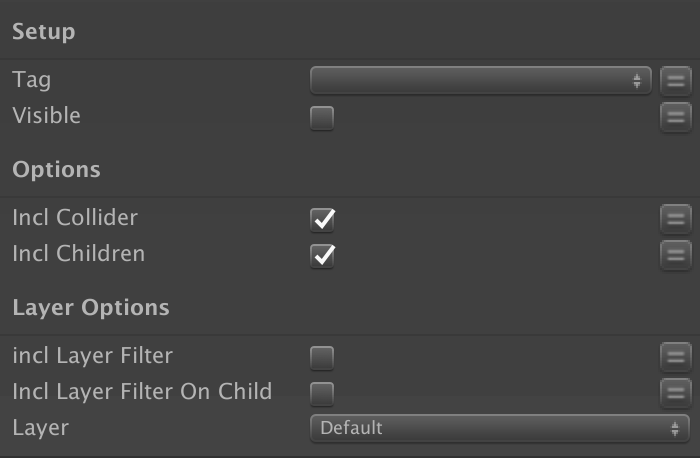 Setup
Tag
Visible
Options
Incl Collider
Incl Children
Layer Options
incl Layer Filter
Incl Layer Filter On Child
Layer Default